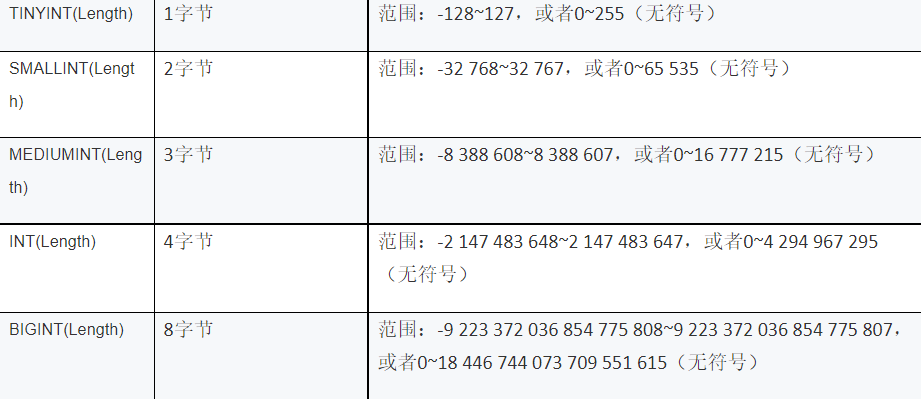 TINYINT(Length) 1字节 范围：-128~127，或者0~255（无符号）
SMALLINT(Lengt 2字节 范围：-32 768~32 767，或者0~65 535（无符号）
h)
MEDIUMINT(Leng 3字节 范围：-8 388 608~8 388 607，或者0~16 777 215（无符号）
th)
INT(Length) 4字节 范围：-2 147 483 648~2 147 483 647，或者0~4 294 967 295
（无符号）
BIGINT(Length) 8字节 范围：-9 223 372 036 854 775 808~9 223 372 036 854 775 807，
或者0~18 446 744 073 709 551 615（无符号）